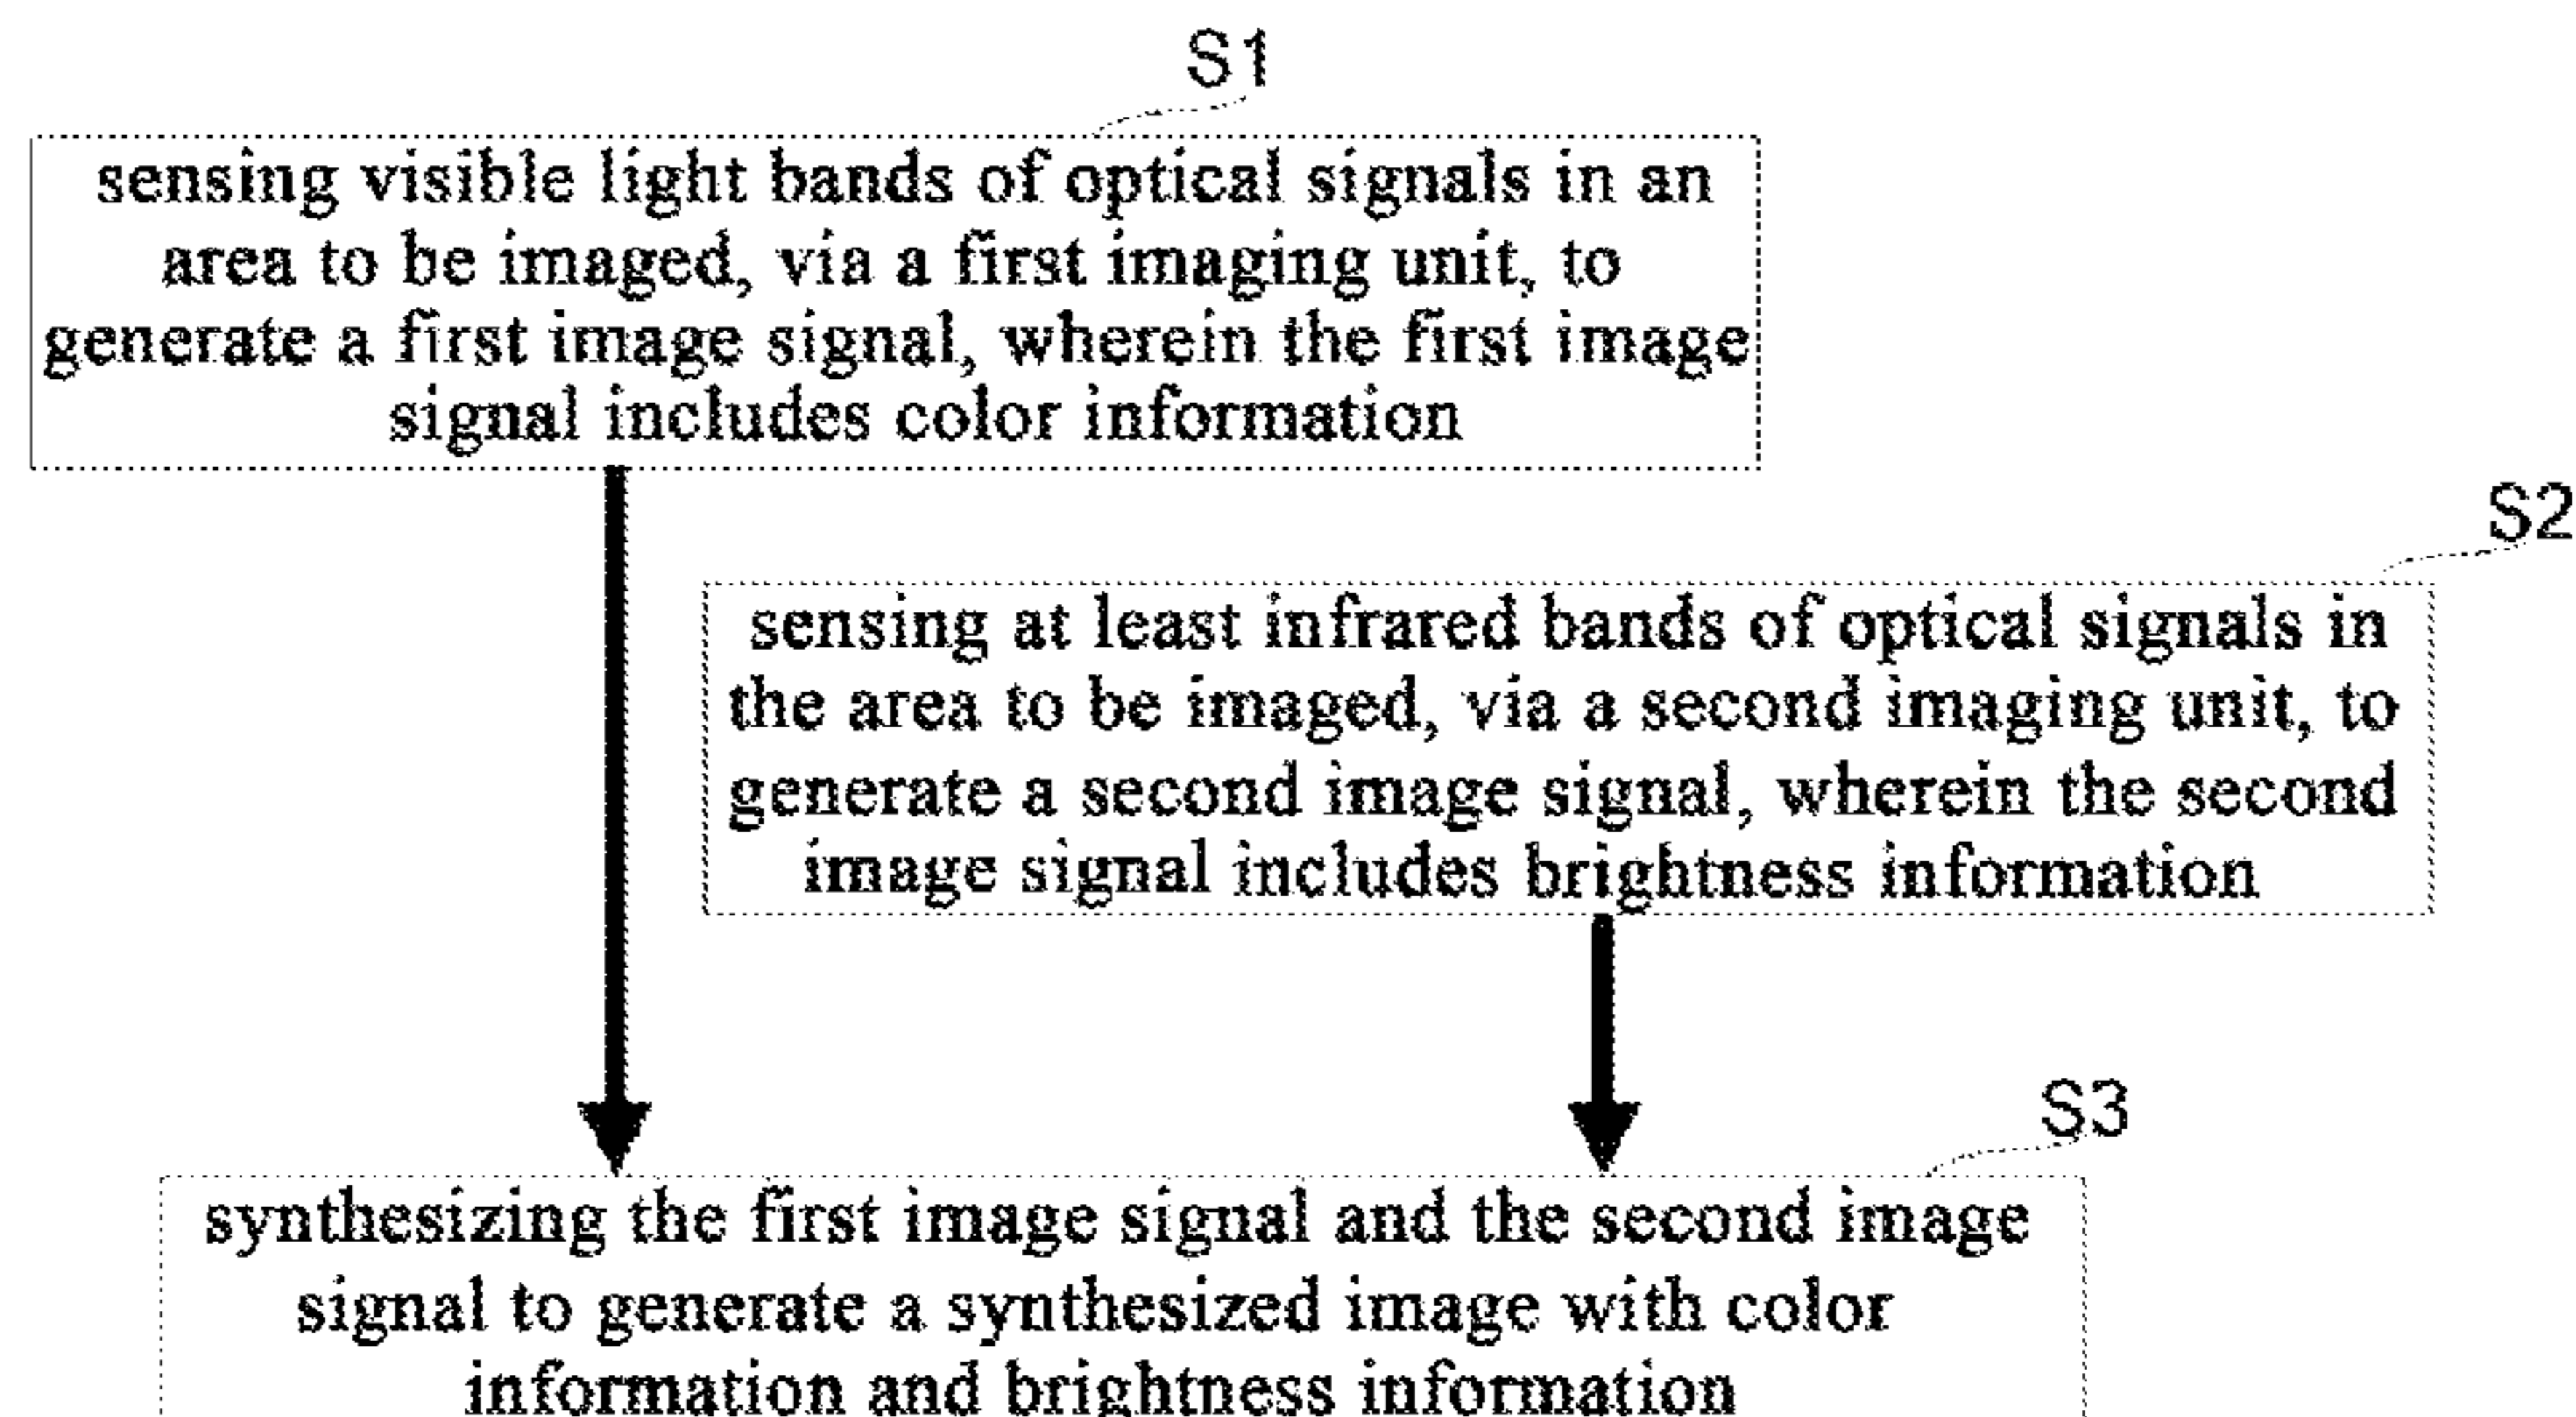 S1
sensing visible light bands of optical signals in an
area to be imaged, via a first imaging unit, to
generate a first image signal, wherein the first image
signal includes color information
S2
sensing at least infrared bands of optical signals in
the area to be imaged, via a second imaging unit, to
generate a second image signal, wherein the second
image signal includes brightness information
S3
synthesizing the first image signal and the second image
signal to generate a synthesized image with color
information and brightness information